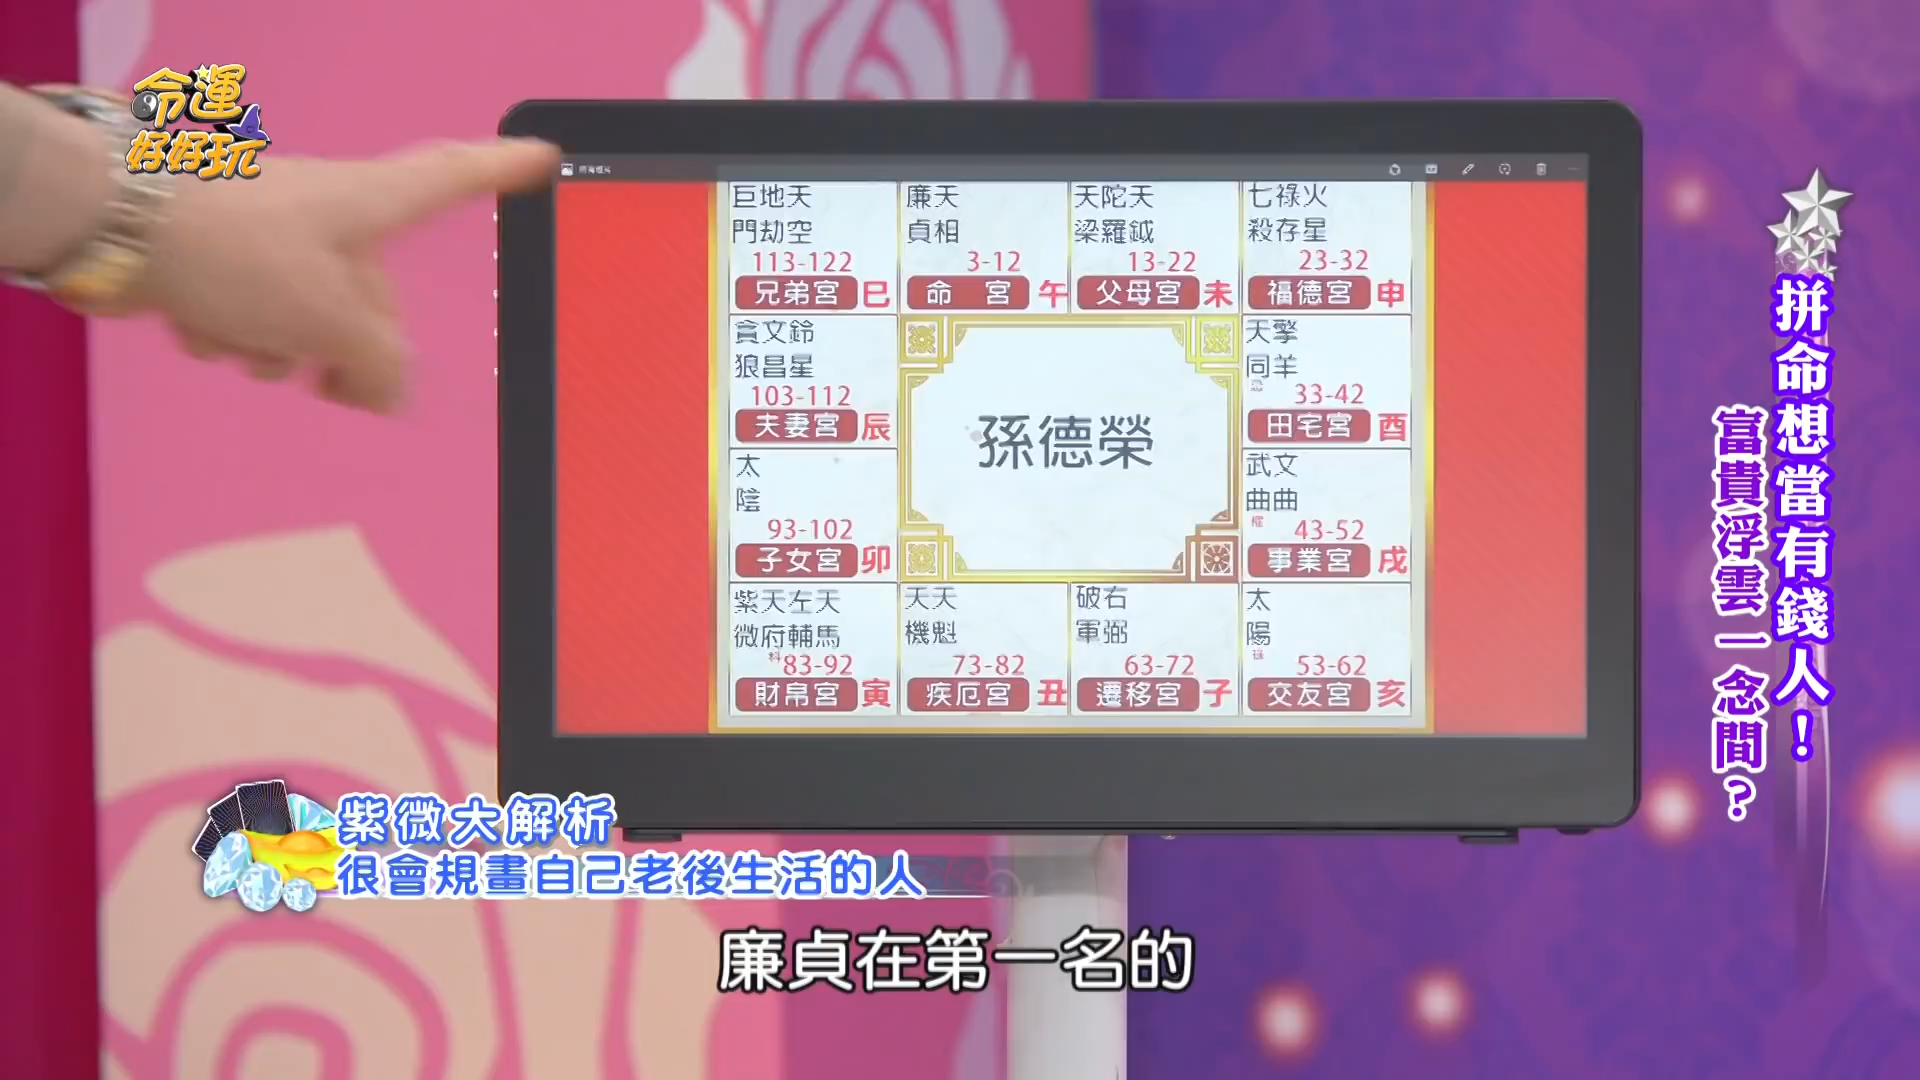 命運
好好玩
巨地天
門劫空
113-122
兄弟宮 巳
廉天
貞相
3-12
命 宮 午
天陀天
梁羅鉞
13-22
父母宮 未
七祿火
殺存星
23-32
福德宮 申
貪文鈴
狼昌星
103-112
夫妻宮 辰
孫德榮
天擎
同羊
忌
33-42
田宅宮 酉
太
陰
93-102
子女宮 卯
武文
曲曲
權
43-52
事業宮 戌
紫天左天
微府輔馬
科
83-92
財帛宮 寅
天天
機魁
73-82
疾厄宮 丑
破右
軍弼
63-72
遷移宮 子
太
陽
祿
53-62
交友宮 亥
拼命想當有錢人!
富貴浮雲一念間?
紫微大解析
很會規畫自己老後生活的人
廉貞在第一名的